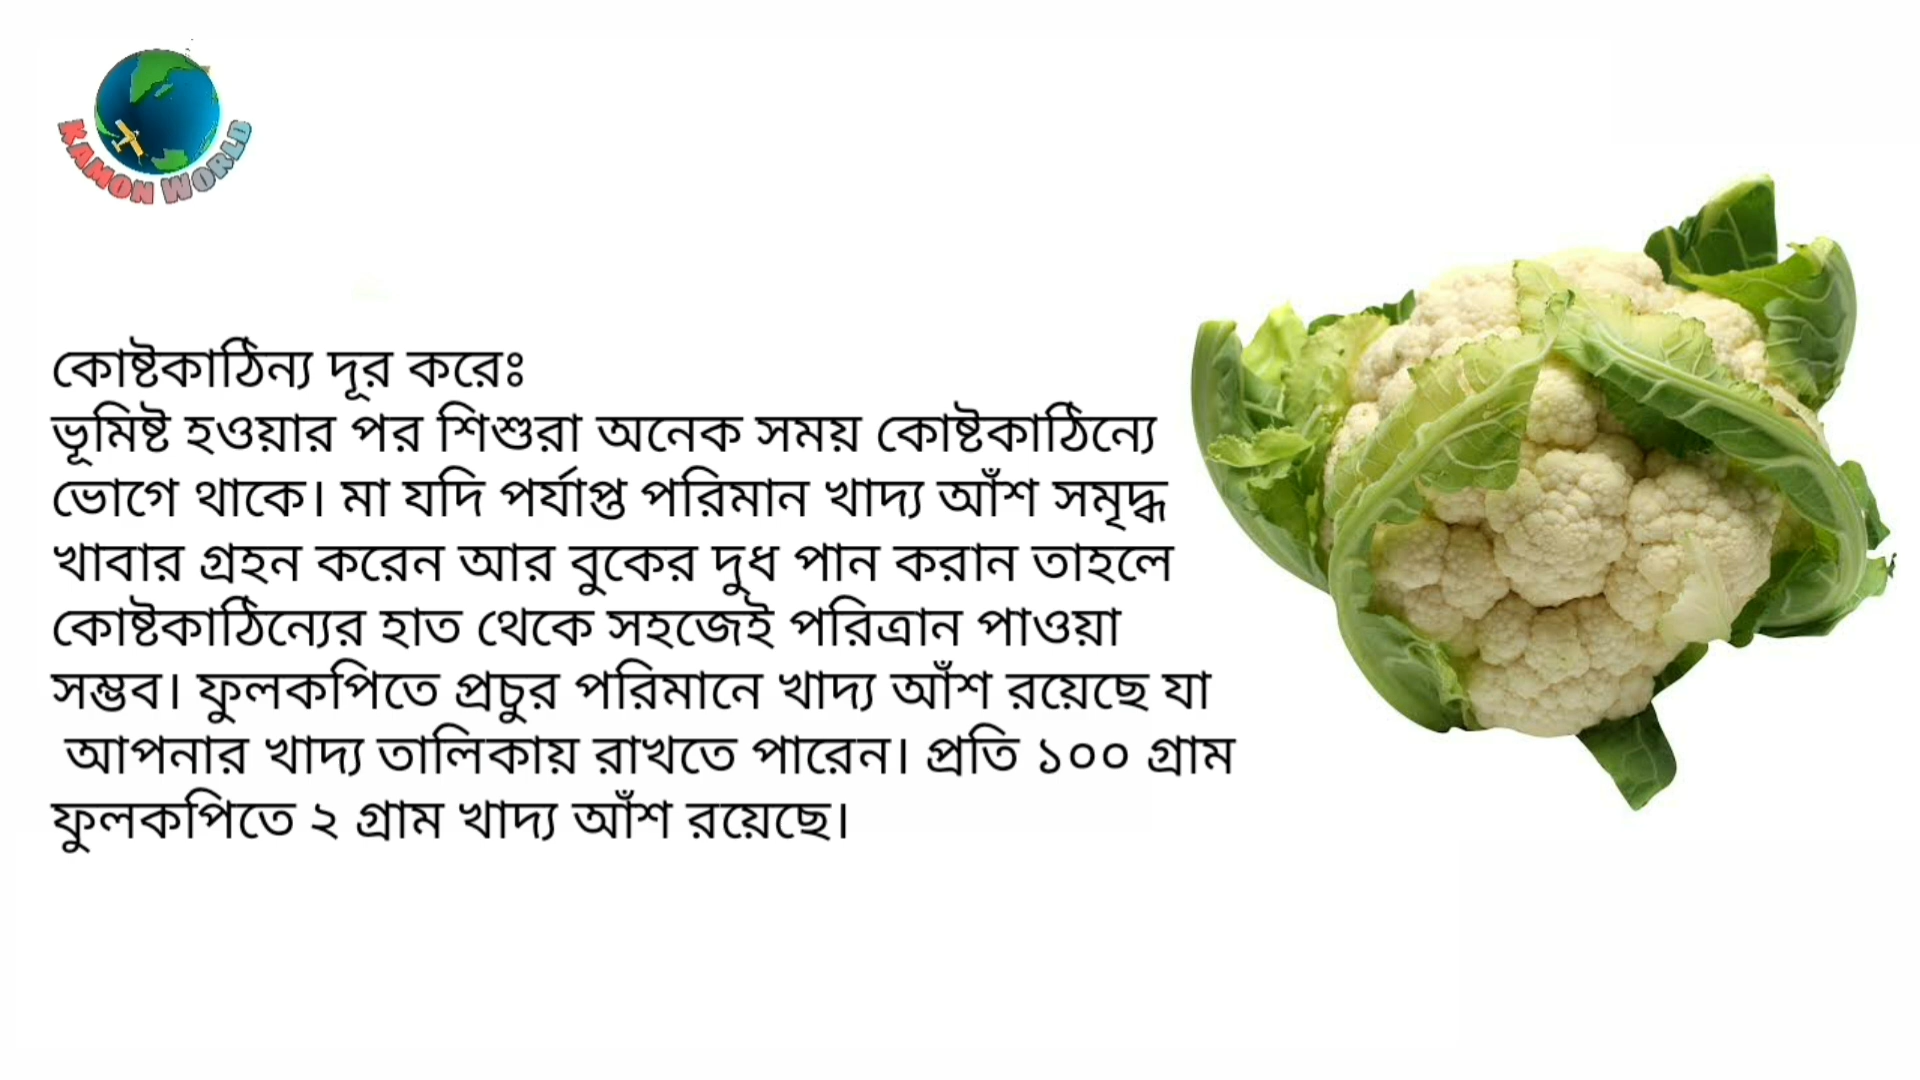 KAMON WORLD
কোষ্টকাঠিন্য দূর করেঃ
ভূমিষ্ট হওয়ার পর শিশুরা অনেক সময় কোষ্টকাঠিন্যে
ভোগে থাকে। মা যদি পর্যাপ্ত পরিমান খাদ্য আঁশ সমৃদ্ধ
খাবার গ্রহন করেন আর বুকের দুধ পান করান তাহলে
কোষ্টকাঠিন্যের হাত থেকে সহজেই পরিত্রান পাওয়া
সম্ভব। ফুলকপিতে প্রচুর পরিমানে খাদ্য আঁশ রয়েছে যা
আপনার খাদ্য তালিকায় রাখতে পারেন। প্রতি ১০০ গ্রাম
ফুলকপিতে ২ গ্রাম খাদ্য আঁশ রয়েছে।